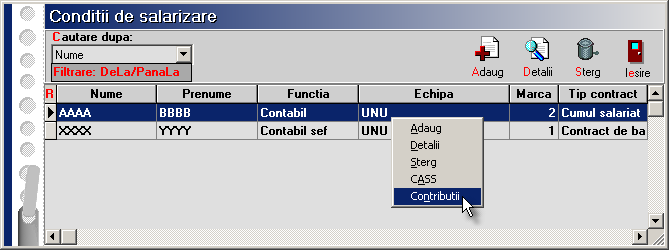 Conditii de salarizare
Cautare dupa:
Nume
Filtrare: DeLa/PanaLa
Adaug Detalii Sterg Iesire
R Nume Prenume Functia Echipa Marca Tip contract
AAAA BBBB Contabil UNU 2 Cumul salariat
XXXX YYYY Contabil sef UNU 1 Contract de ba
Adaug
Detalii
Sterg
CASS
Contributii